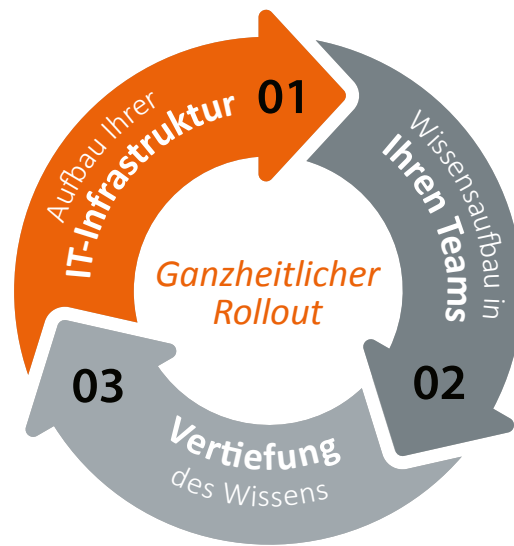 01
Aufbau Ihrer
IT-Infrastruktur
Wissensaufbau in
Ihren Teams
02
03
Vertiefung
des Wissens
Ganzheitlicher
Rollout